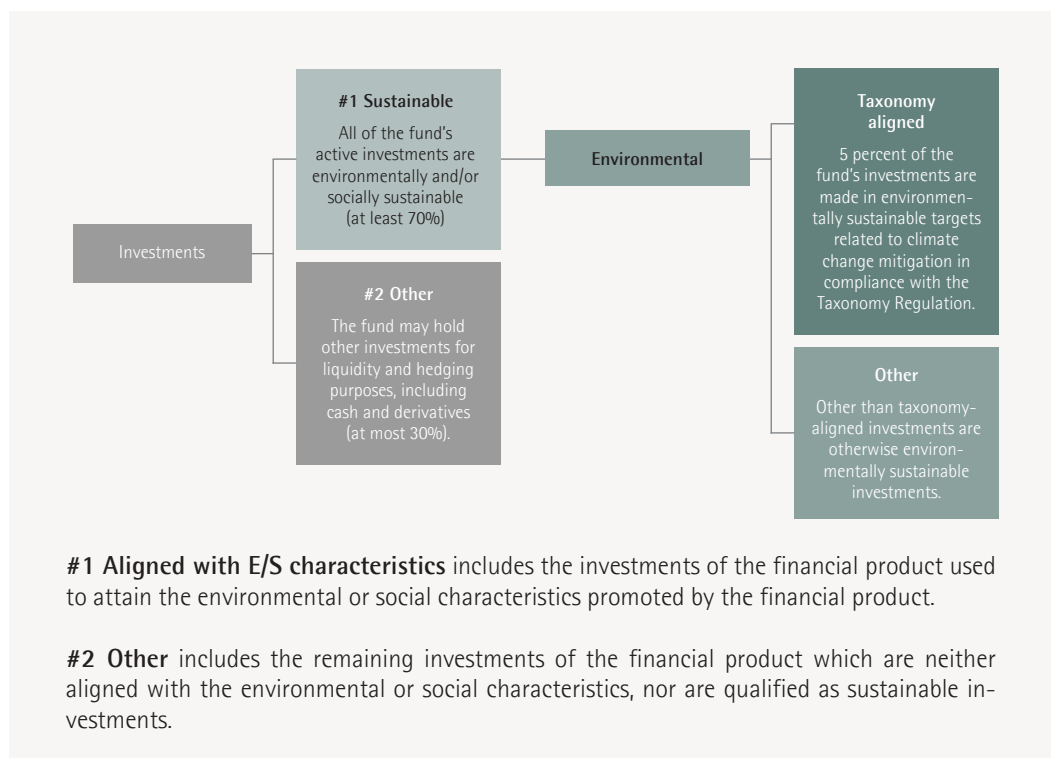 Investments
#1 Sustainable
All of the fund's
active investments are
environmentally and/or
socially sustainable
(at least 70%)
#2 Other
The fund may hold
other investments for
liquidity and hedging
purposes, including
cash and derivatives
(at most 30%).
Environmental
Taxonomy
aligned
5 percent of the
fund's investments are
made in environmen-
tally sustainable targets
related to climate
change mitigation in
compliance with the
Taxonomy Regulation.
Other
Other than taxonomy-
aligned investments are
otherwise environ-
mentally sustainable
investments.
#1 Aligned with E/S characteristics includes the investments of the financial product used
to attain the environmental or social characteristics promoted by the financial product.
#2 Other includes the remaining investments of the financial product which are neither
aligned with the environmental or social characteristics, nor are qualified as sustainable in-
vestments.